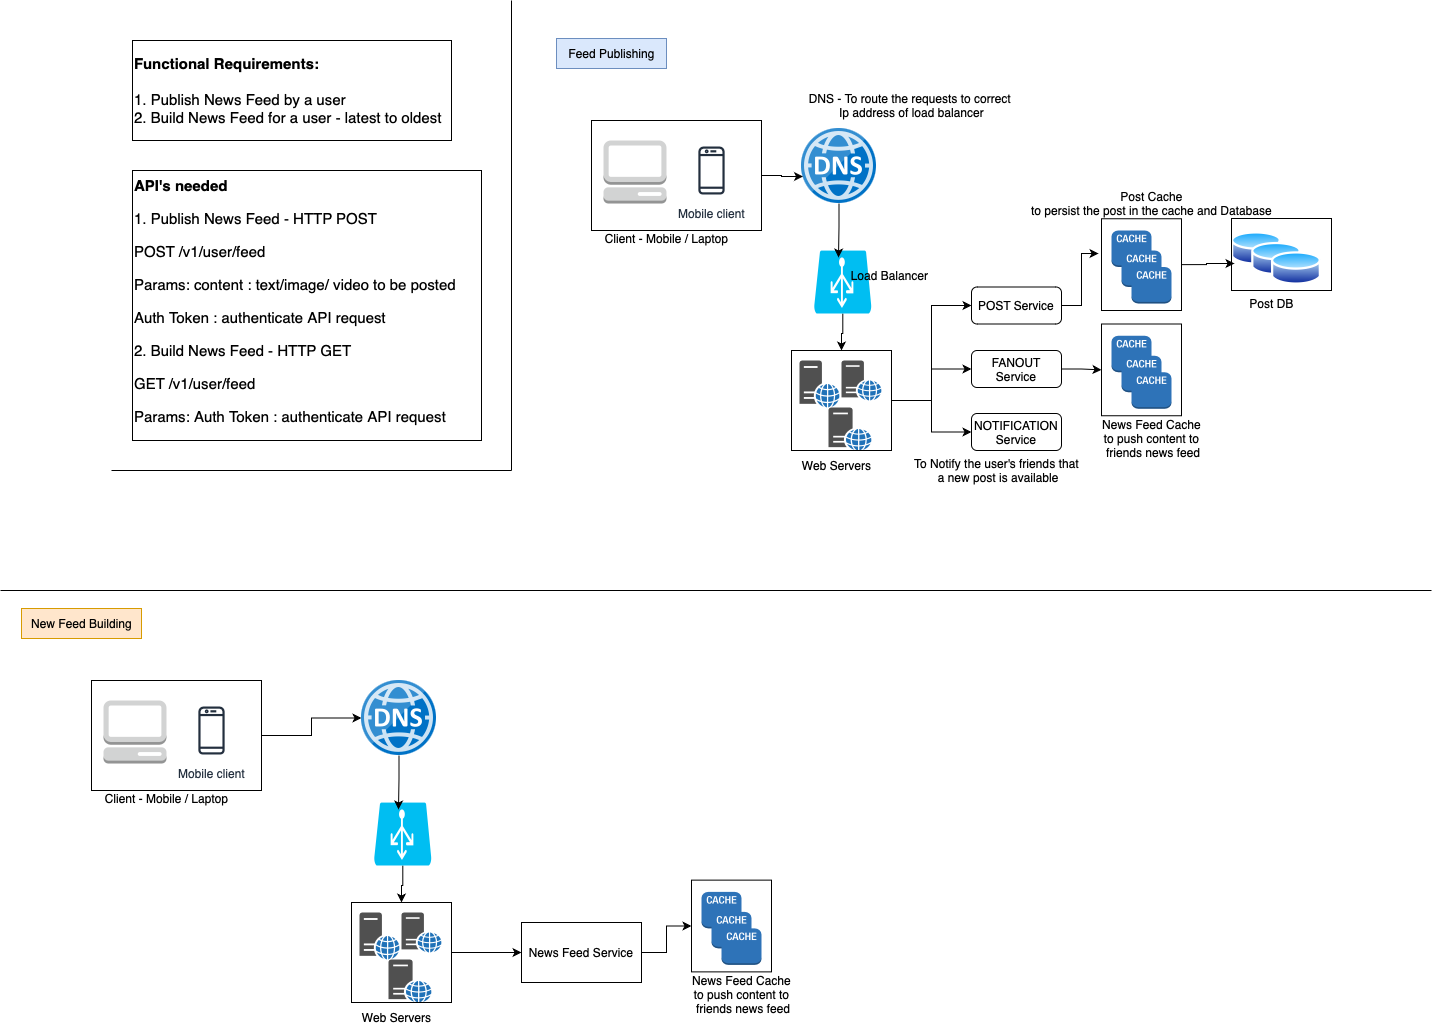 Functional Requirements:
1. Publish News Feed by a user
2. Build News Feed for a user - latest to oldest
API's needed
1. Publish News Feed - HTTP POST
POST /v1/user/feed
Params: content : text/image/ video to be posted
Auth Token : authenticate API request
2. Build News Feed - HTTP GET
GET /v1/user/feed
Params: Auth Token : authenticate API request
Feed Publishing
DNS - To route the requests to correct
Ip address of load balancer
DNS
Mobile client
Client - Mobile / Laptop
Load Balancer
Web Servers
POST Service
FANOUT
Service
NOTIFICATION
Service
To Notify the user's friends that
a new post is available
Post Cache
to persist the post in the cache and Database
CACHE
CACHE
CACHE
Post DB
CACHE
CACHE
CACHE
News Feed Cache
to push content to
friends news feed
New Feed Building
Mobile client
Client - Mobile / Laptop
DNS
Web Servers
News Feed Service
CACHE
CACHE
CACHE
News Feed Cache
to push content to
friends news feed